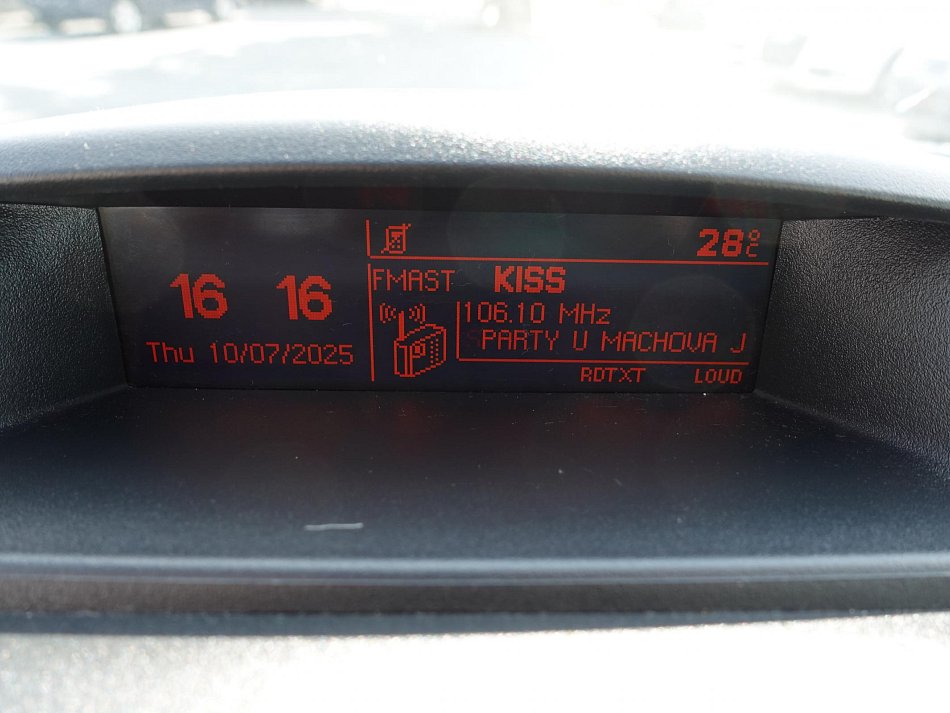 28°C
16 16
Thu 10/07/2025
FMAST KISS
106.10 MHz
PARTY U MACHOVA J
RDTXT LOUD